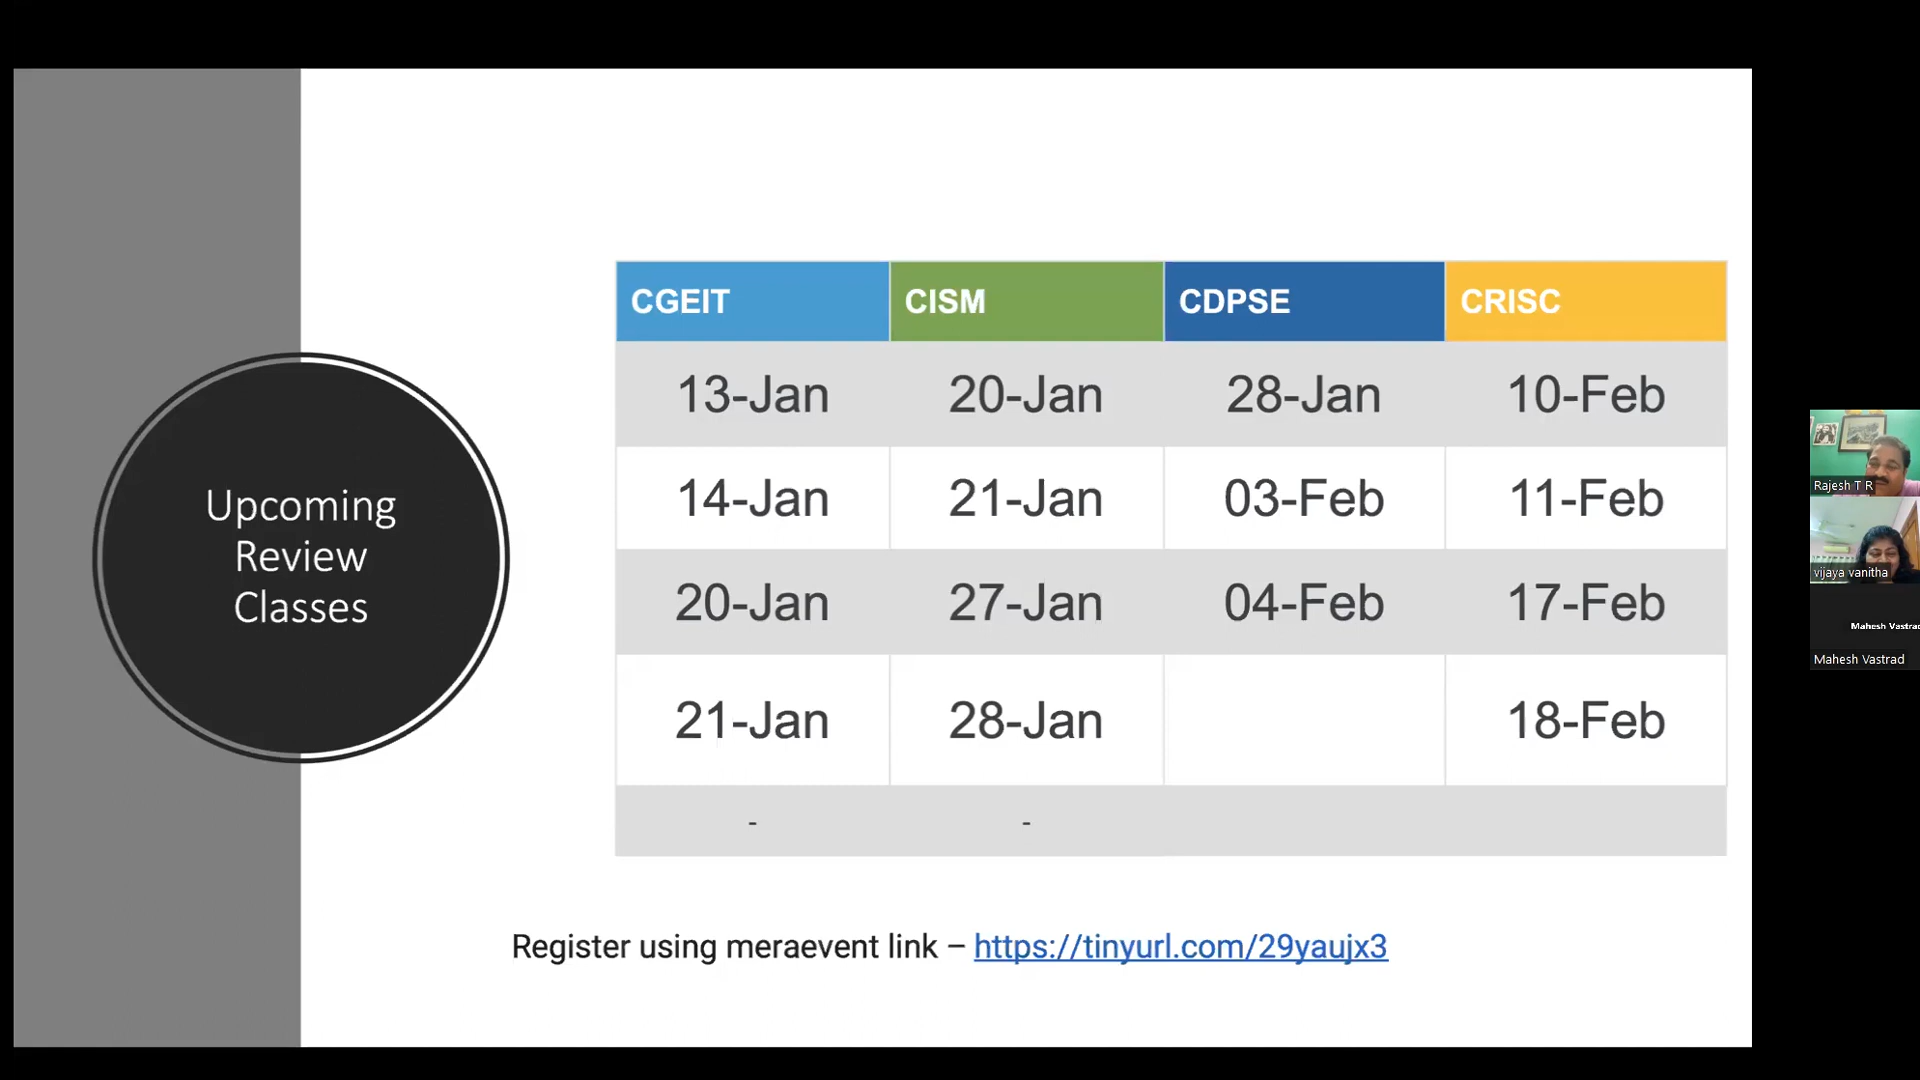 Upcoming
Review
Classes
CGEIT CISM CDPSE CRISC
13-Jan 20-Jan 28-Jan 10-Feb
14-Jan 21-Jan 03-Feb 11-Feb
20-Jan 27-Jan 04-Feb 17-Feb
21-Jan 28-Jan 18-Feb
- -
Register using meraevent link – https://tinyurl.com/29yaujx3
Rajesh T R
vijaya vanitha
Mahesh Vastrad
Mahesh Vastrad